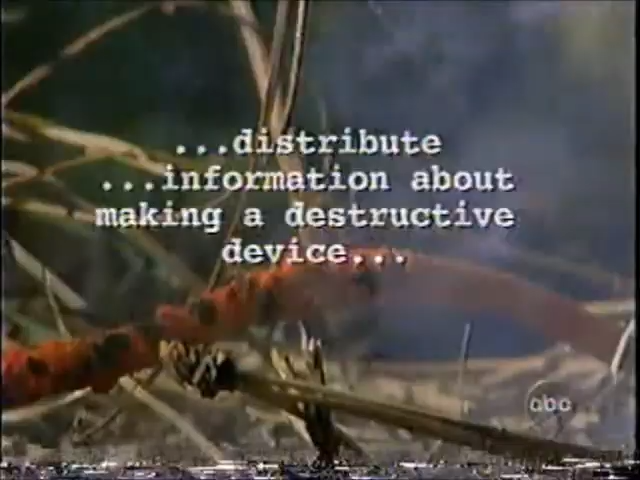 ...distribute
...information about
making a destructive
device...
abc